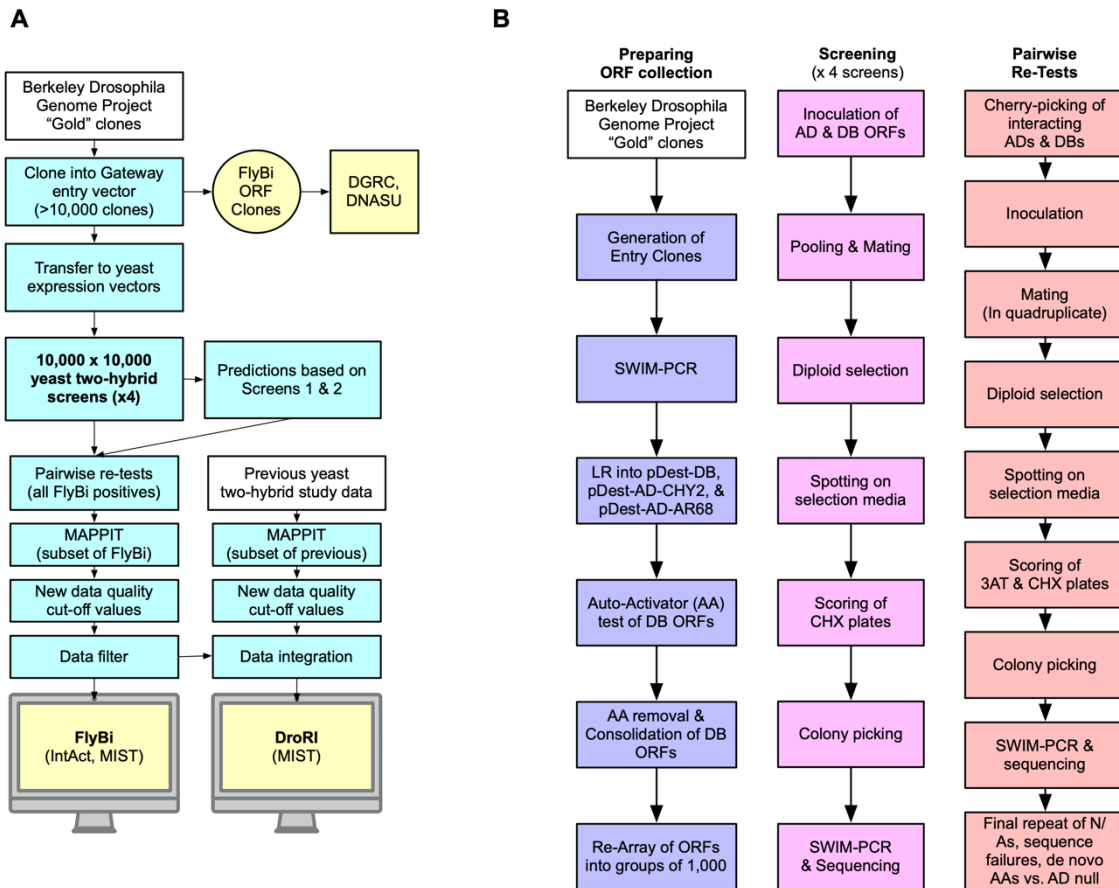 A
Berkeley Drosophila
Genome Project
“Gold” clones
Clone into Gateway
entry vector
(>10,000 clones)
FlyBi
ORF
Clones
DGRC,
DNASU
Transfer to yeast
expression vectors
10,000 x 10,000
yeast two-hybrid
screens (x4)
Predictions based on
Screens 1 & 2
Pairwise re-tests
(all FlyBi positives)
Previous yeast
two-hybrid study data
MAPPIT
(subset of FlyBi)
MAPPIT
(subset of previous)
New data quality
cut-off values
New data quality
cut-off values
Data filter
Data integration
FlyBi
(IntAct, MIST)
DroRI
(MIST)
B
Preparing
ORF collection
Berkeley Drosophila
Genome Project
“Gold” clones
Generation of
Entry Clones
SWIM-PCR
LR into pDest-DB,
pDest-AD-CHY2, &
pDest-AD-AR68
Auto-Activator (AA)
test of DB ORFs
AA removal &
Consolidation of DB
ORFs
Re-Array of ORFs
into groups of 1,000
Screening
(x 4 screens)
Inoculation of
AD & DB ORFs
Pooling & Mating
Diploid selection
Spotting on
selection media
Scoring of
CHX plates
Colony picking
SWIM-PCR
& Sequencing
Pairwise
Re-Tests
Cherry-picking of
interacting
ADs & DBs
Inoculation
Mating
(In quadruplicate)
Diploid selection
Spotting on
selection media
Scoring of
3AT & CHX plates
Colony picking
SWIM-PCR &
sequencing
Final repeat of N/
As, sequence
failures, de novo
AAs vs. AD null